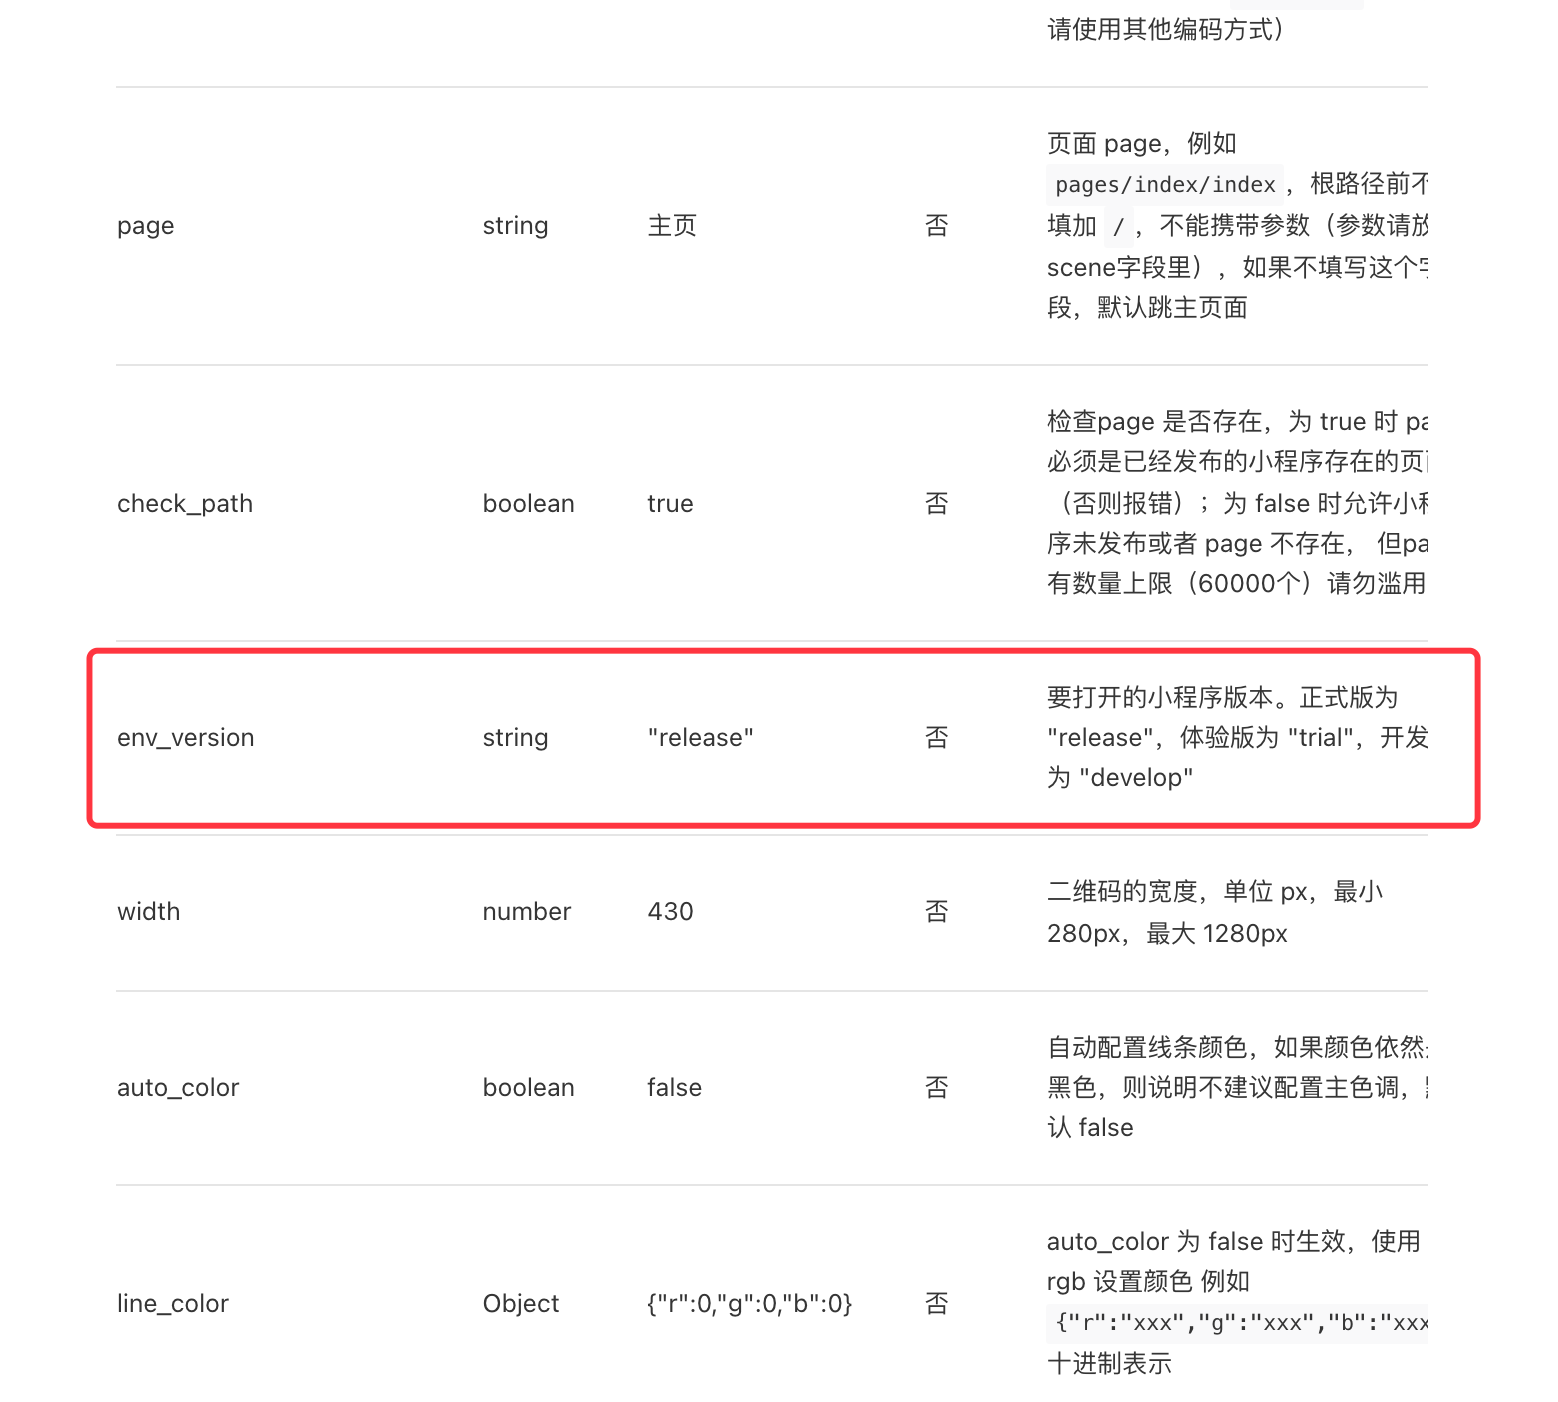 请使用其他编码方式）
页面 page，例如
pages/index/index ，根路径前不
填加 / ，不能携带参数（参数请放
page string 主页 否
scene字段里），如果不填写这个字
段，默认跳主页面
检查page 是否存在，为 true 时 pa
必须是已经发布的小程序存在的页面
check_path boolean true 否
（否则报错）；为 false 时允许小程
序未发布或者 page 不存在， 但pa
有数量上限（60000个）请勿滥用
要打开的小程序版本。正式版为
env_version string "release" 否
"release"，体验版为 "trial"，开发
为 "develop"
width number 430 否
二维码的宽度，单位 px，最小
280px，最大 1280px
自动配置线条颜色，如果颜色依然
auto_color boolean false 否
黑色，则说明不建议配置主色调，
认 false
auto_color 为 false 时生效，使用
rgb 设置颜色 例如
line_color Object {"r":0,"g":0,"b":0} 否
{"r":"xxx","g":"xxx","b":"xxx
十进制表示